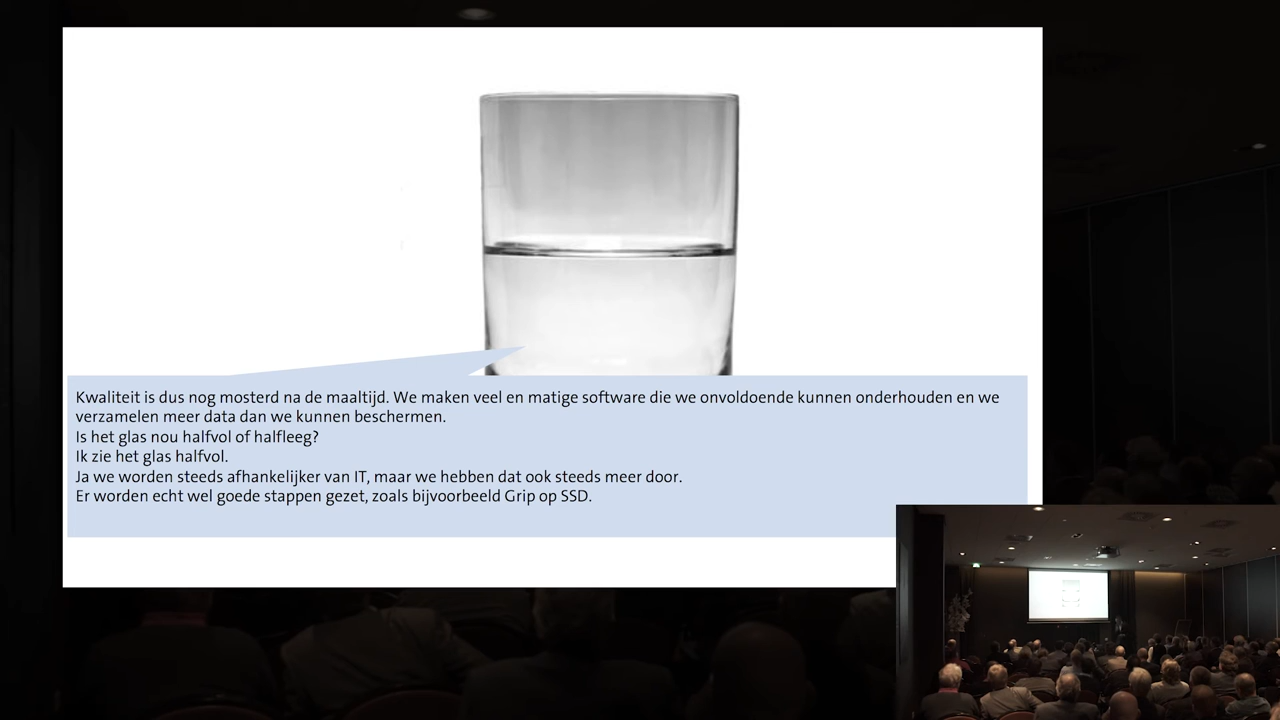 Kwaliteit is dus nog mosterd na de maaltijd. We maken veel en matige software die we onvoldoende kunnen onderhouden en we
verzamelen meer data dan we kunnen beschermen.
Is het glas nou halfvol of halfleeg?
Ik zie het glas halfvol.
Ja we worden steeds afhankelijker van IT, maar we hebben dat ook steeds meer door.
Er worden echt wel goede stappen gezet, zoals bijvoorbeeld Grip op SSD.